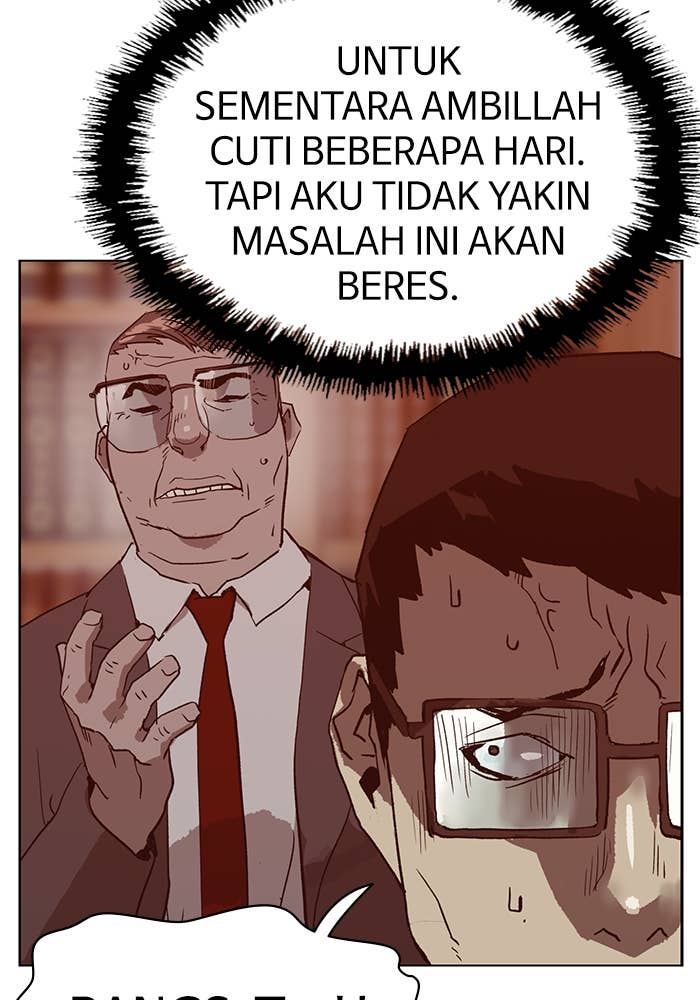 UNTUK
SEMENTARA AMBILLAH
CUTI BEBERAPA HARI.
TAPI AKU TIDAK YAKIN
MASALAH INI AKAN
BERES.